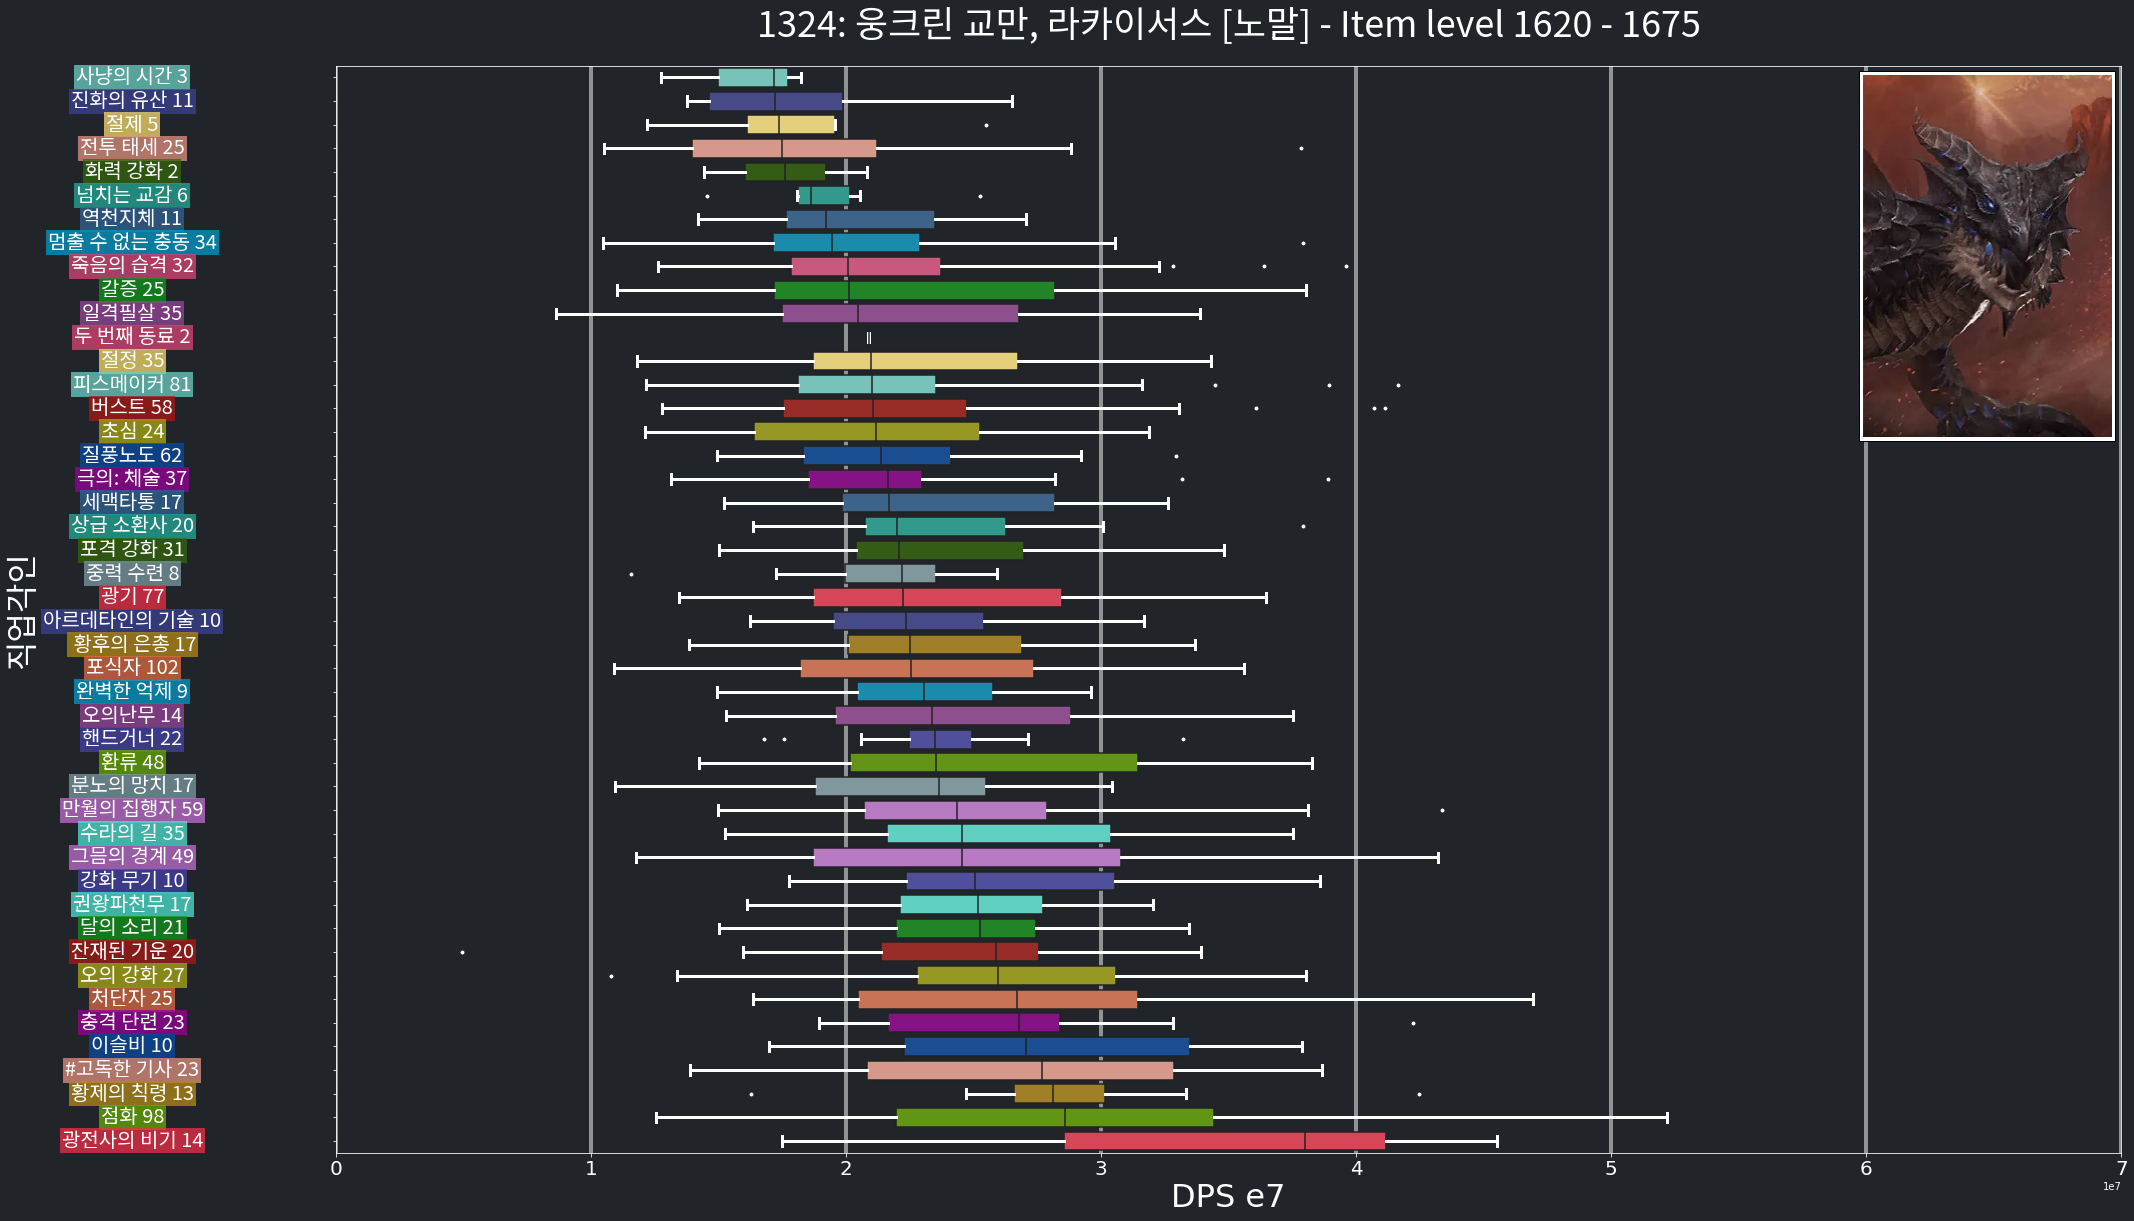 1324: 웅크린 교만, 라카이서스 [노말] - Item level 1620 - 1675
사냥의 시간 3
진화의 유산 11
절제 5
전투 태세 25
화력 강화 2
넘치는 교감 6
역천지체 11
멈출 수 없는 충동 34
죽음의 습격 32
갈증 25
일격필살 35
두 번째 동료 2
절정 35
피스메이커 81
버스트 58
초심 24
질풍노도 62
극의: 체술 37
세맥타통 17
상급 소환사 20
포격 강화 31
중력 수련 8
광기 77
아르데타인의 기술 10
황후의 은총 17
포식자 102
완벽한 억제 9
오의난무 14
핸드거너 22
환류 48
분노의 망치 17
만월의 집행자 59
수라의 길 35
그믐의 경계 49
강화 무기 10
권왕파천무 17
달의 소리 21
잔재된 기운 20
오의 강화 27
처단자 25
충격 단련 23
이슬비 10
#고독한 기사 23
황제의 칙령 13
점화 98
광전사의 비기 14
직업각인
0 1 2 3 4 5 6 7
1e7
DPS e7